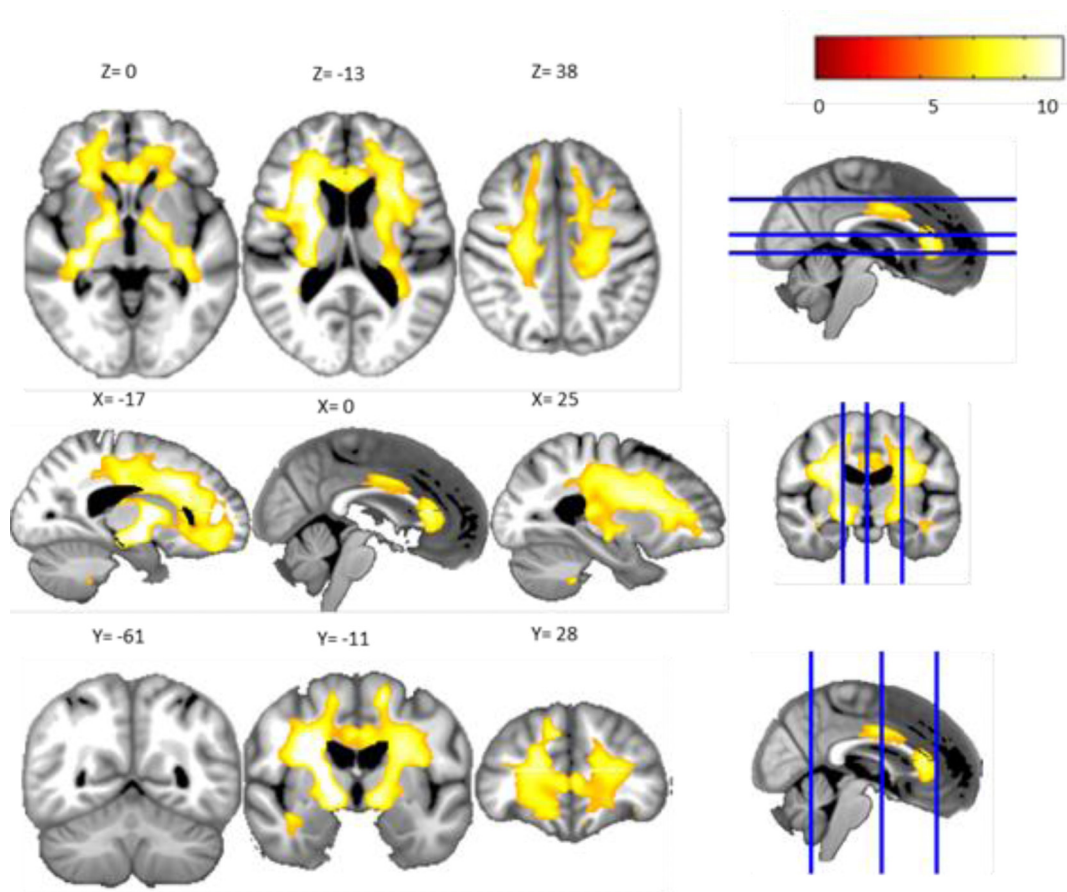 Z= 0 Z= -13 Z= 38
0 5 10
X= -17 X= 0 X= 25
Y= -61 Y= -11 Y= 28